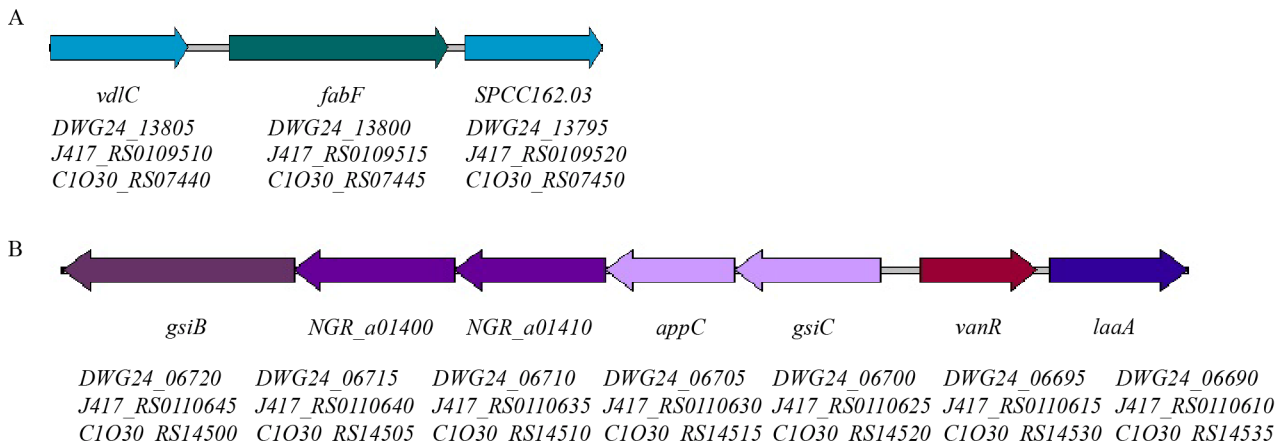 A
vdlC fabF SPCC162.03
DWG24_13805 DWG24_13800 DWG24_13795
J417_RS0109510 J417_RS0109515 J417_RS0109520
C1O30_RS07440 C1O30_RS07445 C1O30_RS07450
B
gsiB NGR_a01400 NGR_a01410 appC gsiC vanR laaA
DWG24_06720 DWG24_06715 DWG24_06710 DWG24_06705 DWG24_06700 DWG24_06695 DWG24_06690
J417_RS0110645 J417_RS0110640 J417_RS0110635 J417_RS0110630 J417_RS0110625 J417_RS0110615 J417_RS0110610
C1O30_RS14500 C1O30_RS14505 C1O30_RS14510 C1O30_RS14515 C1O30_RS14520 C1O30_RS14530 C1O30_RS14535